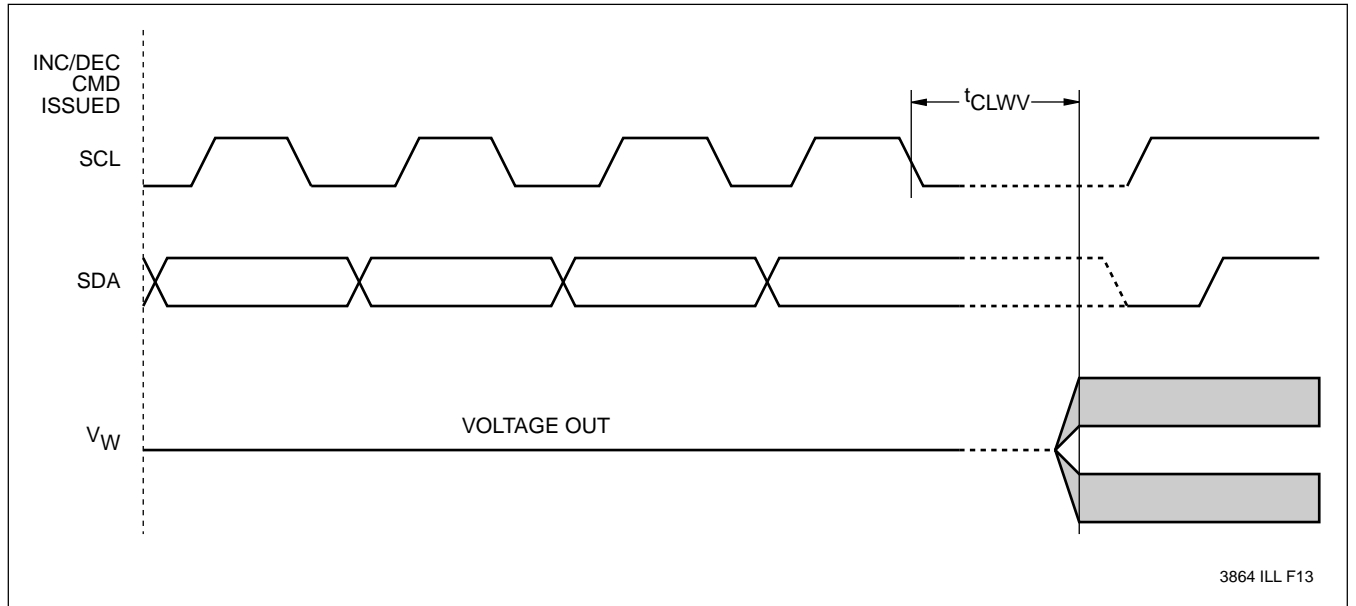 INC/DEC
CMD
ISSUED
tCLWV
SCL
SDA
VOLTAGE OUT
VW
3864 ILL F13